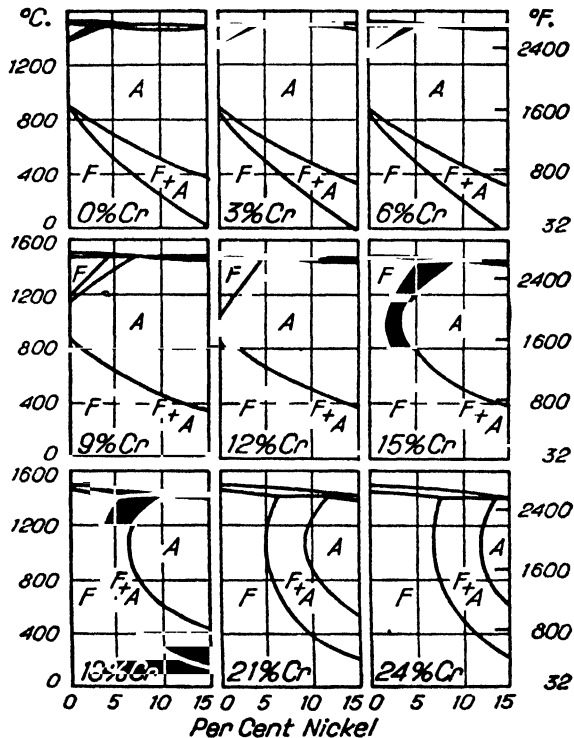 °C. °F.
1200 A A A 2400
800 1600
400 F F+A F F+A F F+A 800
0 0%Cr 3%Cr 6%Cr 32
1600
1200 F F F 2400
800 A A A 1600
400 F F+A F F+A F F+A 800
0 9%Cr 12%Cr 15%Cr 32
1600
1200 A A A 2400
800 F F+A F F+A F F+A 1600
400 800
0 21%Cr 24%Cr 32
0 5 10 15 0 5 10 15 0 5 10 15
Per Cent Nickel